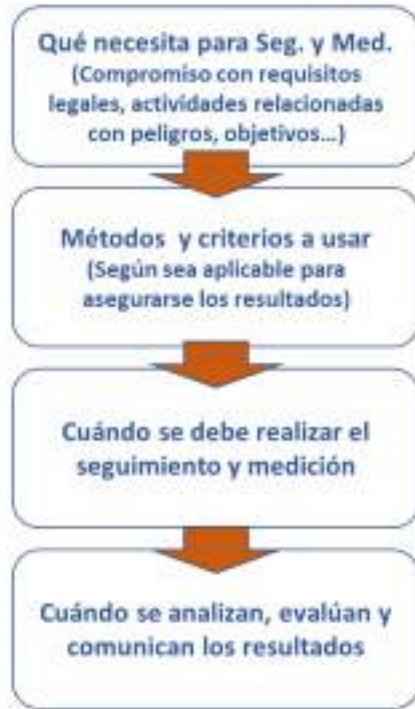 Qué necesita para Seg. y Med.
(Compromiso con requisitos
legales, actividades relacionadas
con peligros, objetivos...)
Métodos y criterios a usar
(Según sea aplicable para
asegurarse los resultados)
Cuándo se debe realizar el
seguimiento y medición
Cuándo se analizan, evalúan y
comunican los resultados